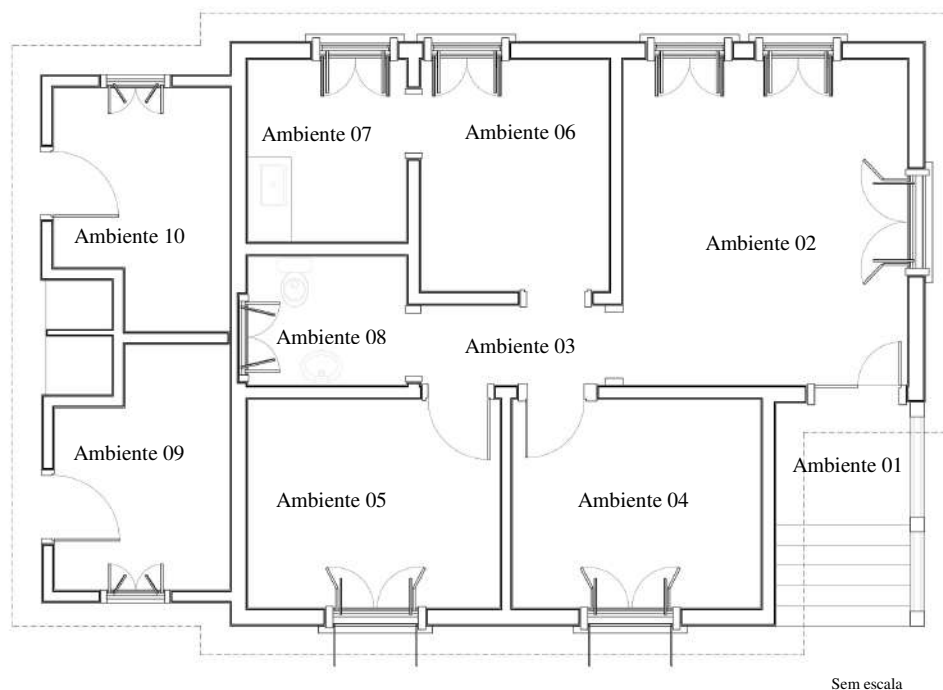 Ambiente 07
Ambiente 06
Ambiente 10
Ambiente 02
Ambiente 08
Ambiente 03
Ambiente 09
Ambiente 01
Ambiente 05
Ambiente 04
Sem escala